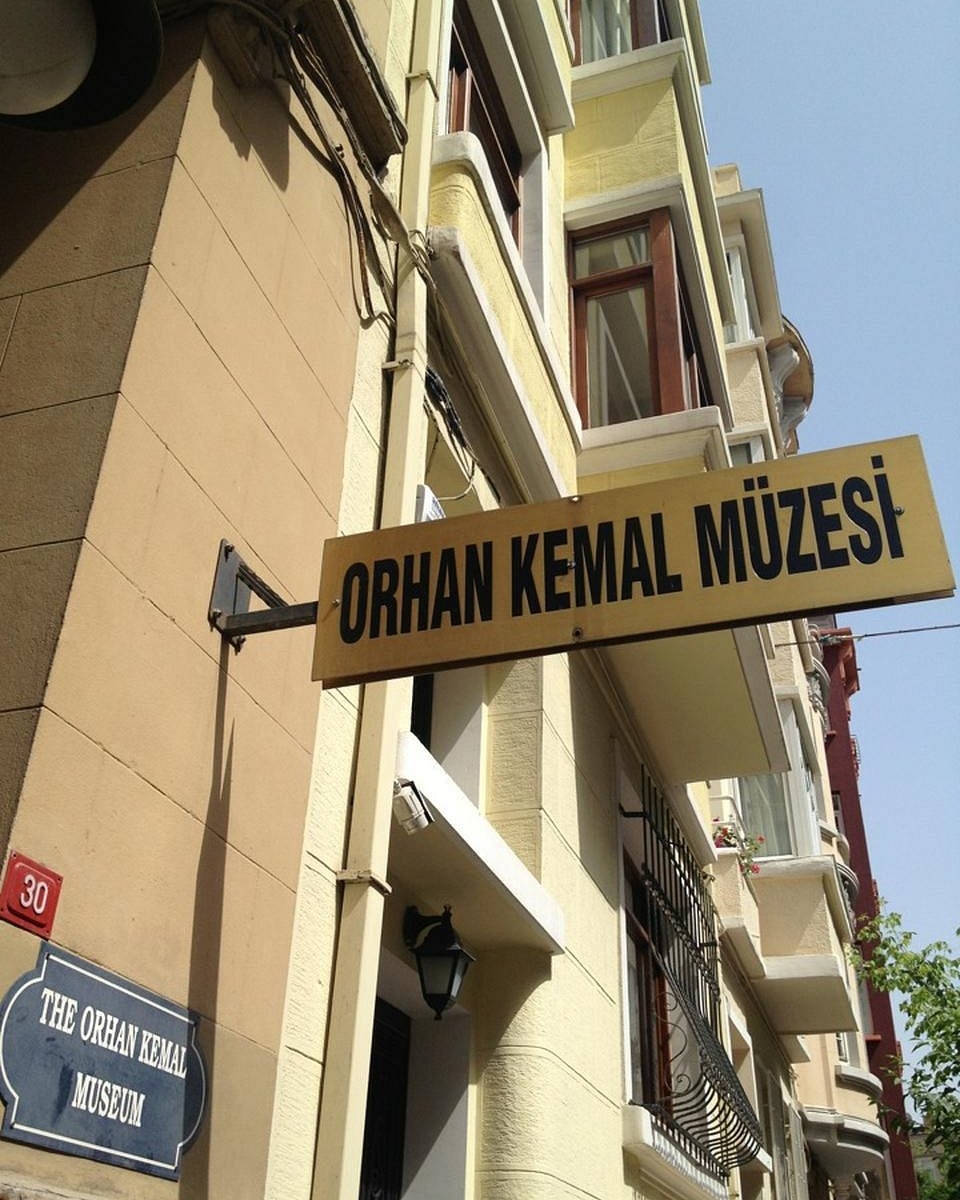 ORHAN KEMAL MÜZESİ
30
THE ORHAN KEMAL
MUSEUM